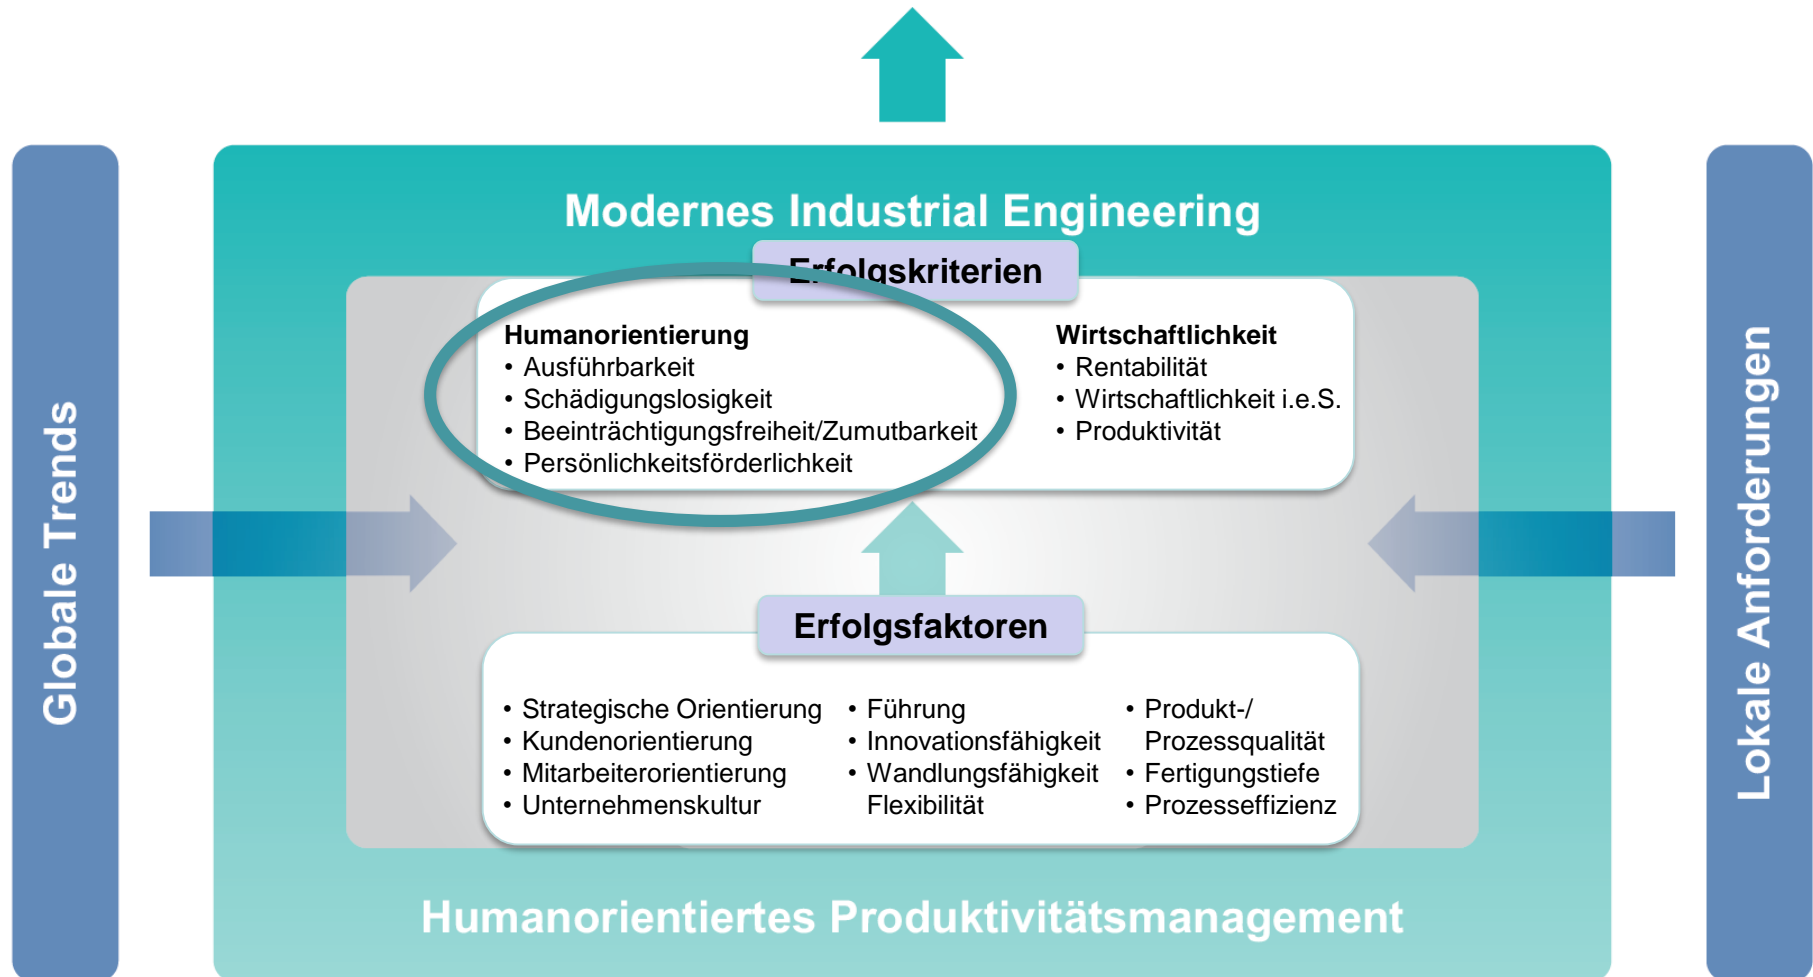 Modernes Industrial Engineering
Erfolgskriterien
Humanorientierung
• Ausführbarkeit
• Schädigungslosigkeit
• Beeinträchtigungsfreiheit/Zumutbarkeit
• Persönlichkeitsförderlichkeit
Wirtschaftlichkeit
• Rentabilität
• Wirtschaftlichkeit i.e.S.
• Produktivität
Globale Trends
Lokale Anforderungen
Erfolgsfaktoren
• Strategische Orientierung
• Kundenorientierung
• Mitarbeiterorientierung
• Unternehmenskultur
• Führung
• Innovationsfähigkeit
• Wandlungsfähigkeit
Flexibilität
• Produkt-/
Prozessqualität
• Fertigungstiefe
• Prozesseffizienz
Humanorientiertes Produktivitätsmanagement